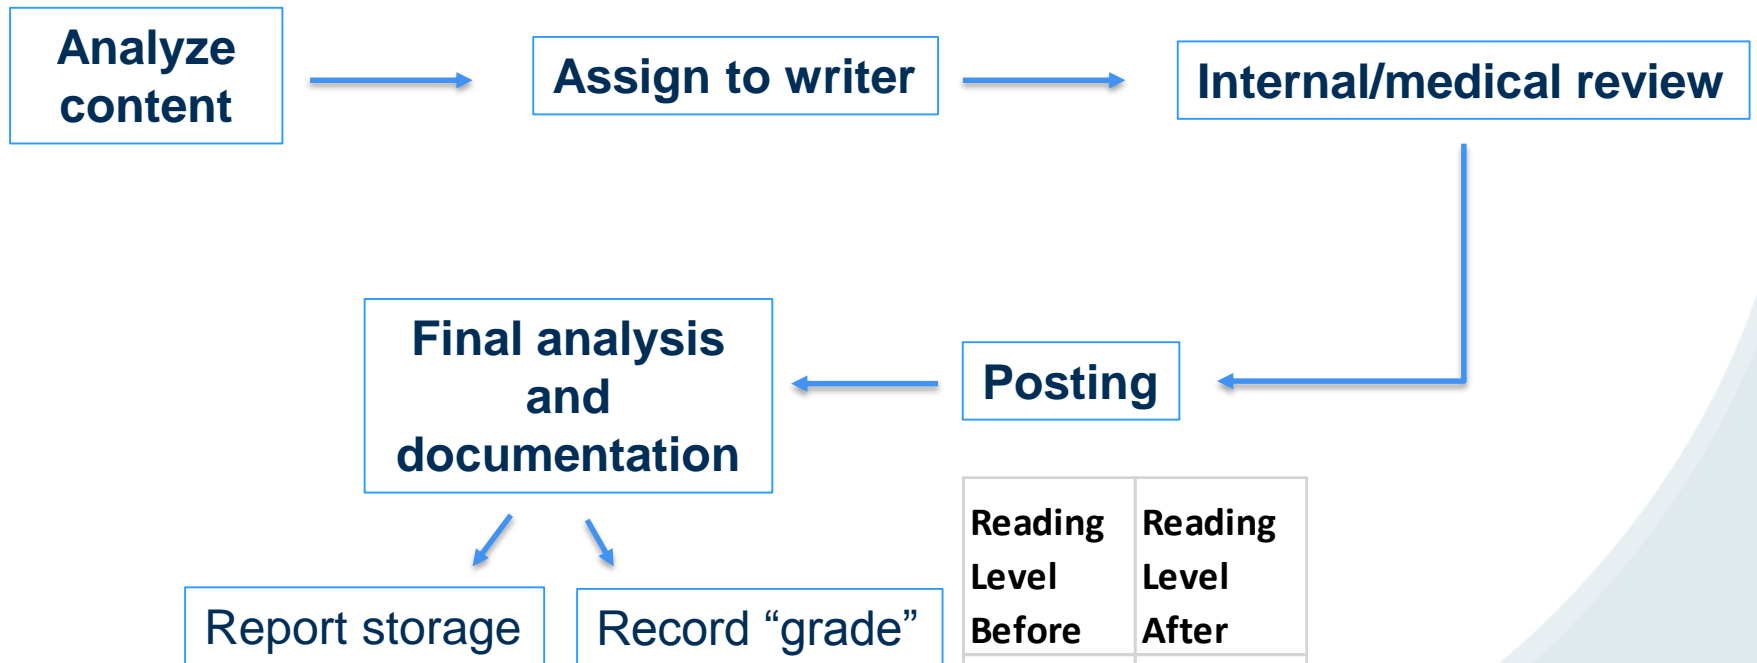 Analyze
content
Assign to writer
Internal/medical review
Final analysis
and
documentation
Posting
Report storage
Record “grade”
Reading
Level
Before
Reading
Level
After